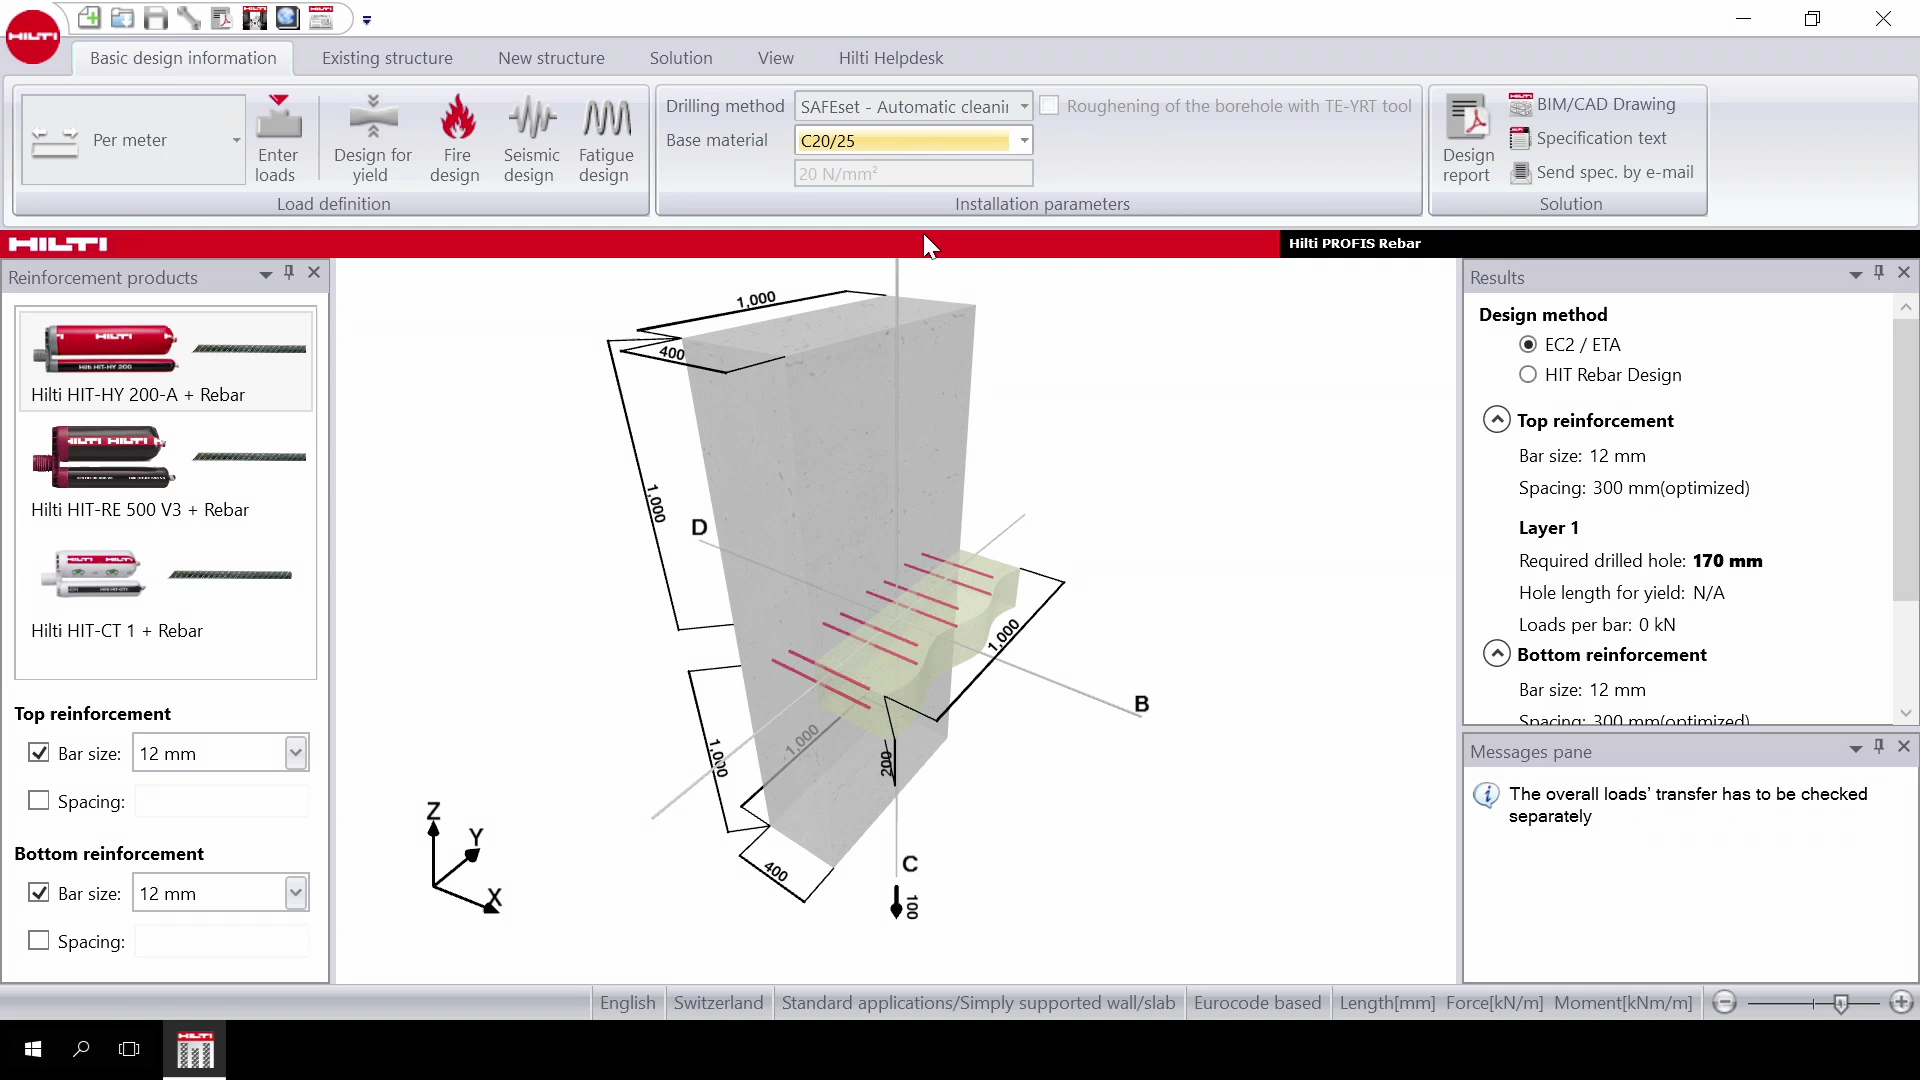 HILTI
Basic design information
Existing structure
New structure
Solution
View
Hilti Helpdesk
Per meter
Enter
loads
Design for
yield
Fire
design
Seismic
design
Fatigue
design
Load definition
Drilling method
SAFEset - Automatic cleanii
Roughening of the borehole with TE-YRT tool
Base material
C20/25
20 N/mm²
Installation parameters
Design
report
BIM/CAD Drawing
Specification text
Send spec. by e-mail
Solution
HILTI
Hilti PROFIS Rebar
Reinforcement products
Hilti HIT-HY 200-A + Rebar
Hilti HIT-RE 500 V3 + Rebar
Hilti HIT-CT 1 + Rebar
Top reinforcement
Bar size: 12 mm
Spacing:
Bottom reinforcement
Bar size: 12 mm
Spacing:
1,000
400
1,000
D
1,000
B
1,000
1,000
200
400
C
100
Z
Y
X
Results
Design method
EC2 / ETA
HIT Rebar Design
Top reinforcement
Bar size: 12 mm
Spacing: 300 mm(optimized)
Layer 1
Required drilled hole: 170 mm
Hole length for yield: N/A
Loads per bar: 0 kN
Bottom reinforcement
Bar size: 12 mm
Spacing: 300 mm(optimized)
Messages pane
The overall loads' transfer has to be checked
separately
English
Switzerland
Standard applications/Simply supported wall/slab
Eurocode based
Length[mm] Force[kN/m] Moment[kNm/m]